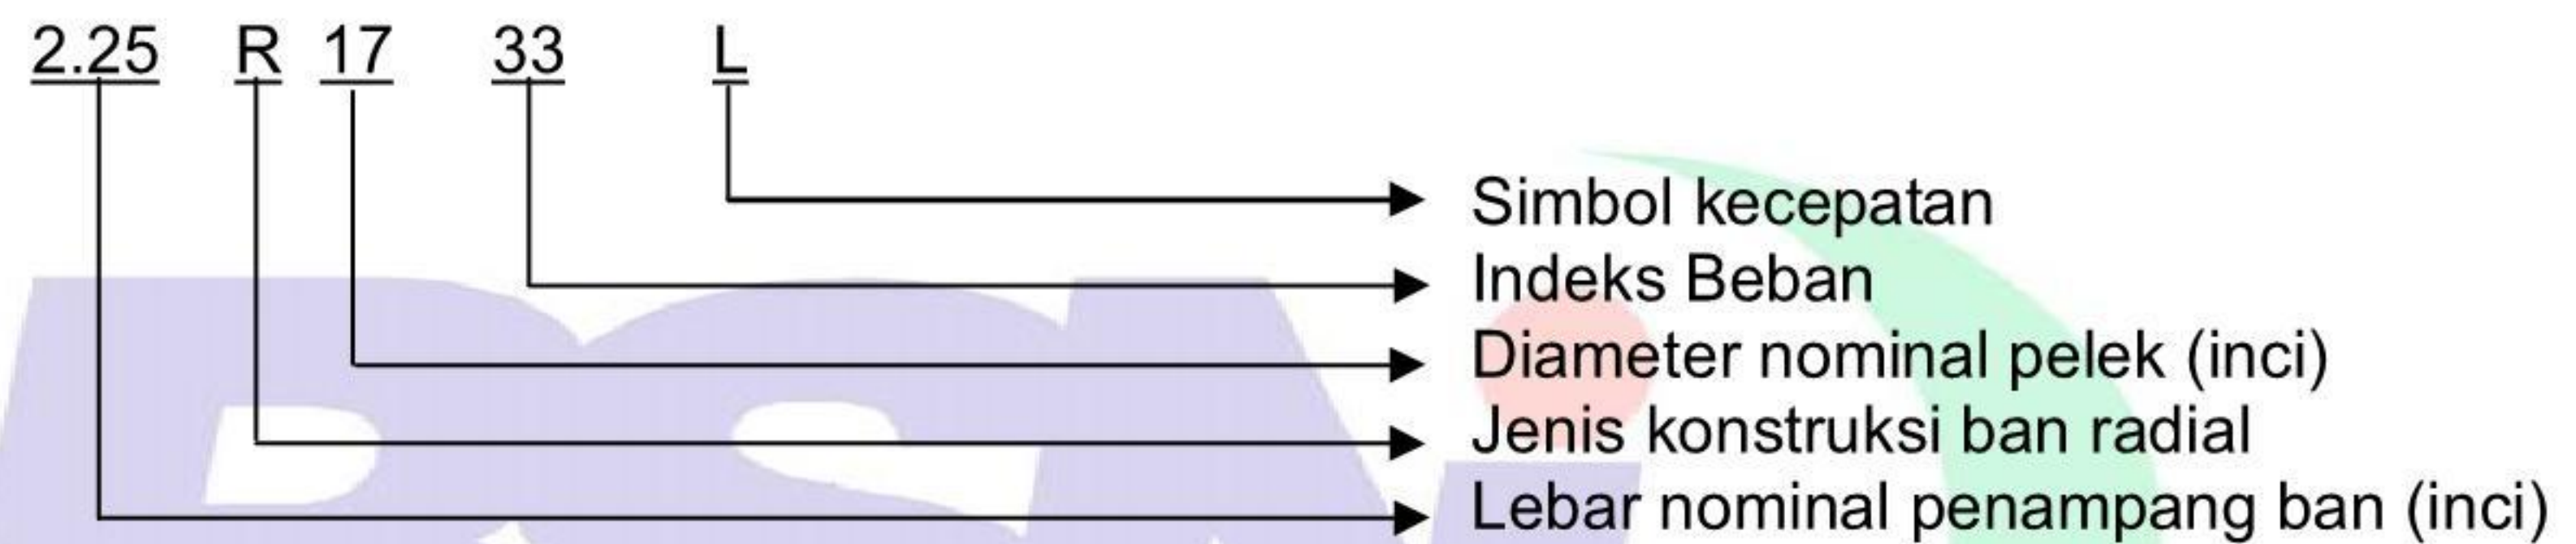 2.25 R 17 33 L
Simbol kecepatan
Indeks Beban
Diameter nominal pelek (inci)
Jenis konstruksi ban radial
Lebar nominal penampang ban (inci)